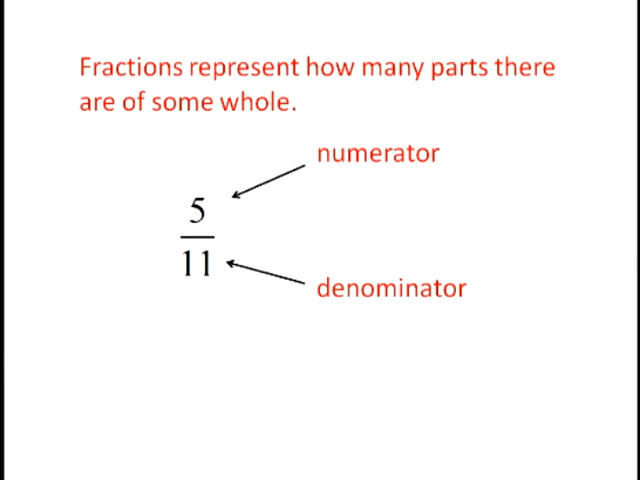 Fractions represent how many parts there
are of some whole.
numerator
5
11
denominator